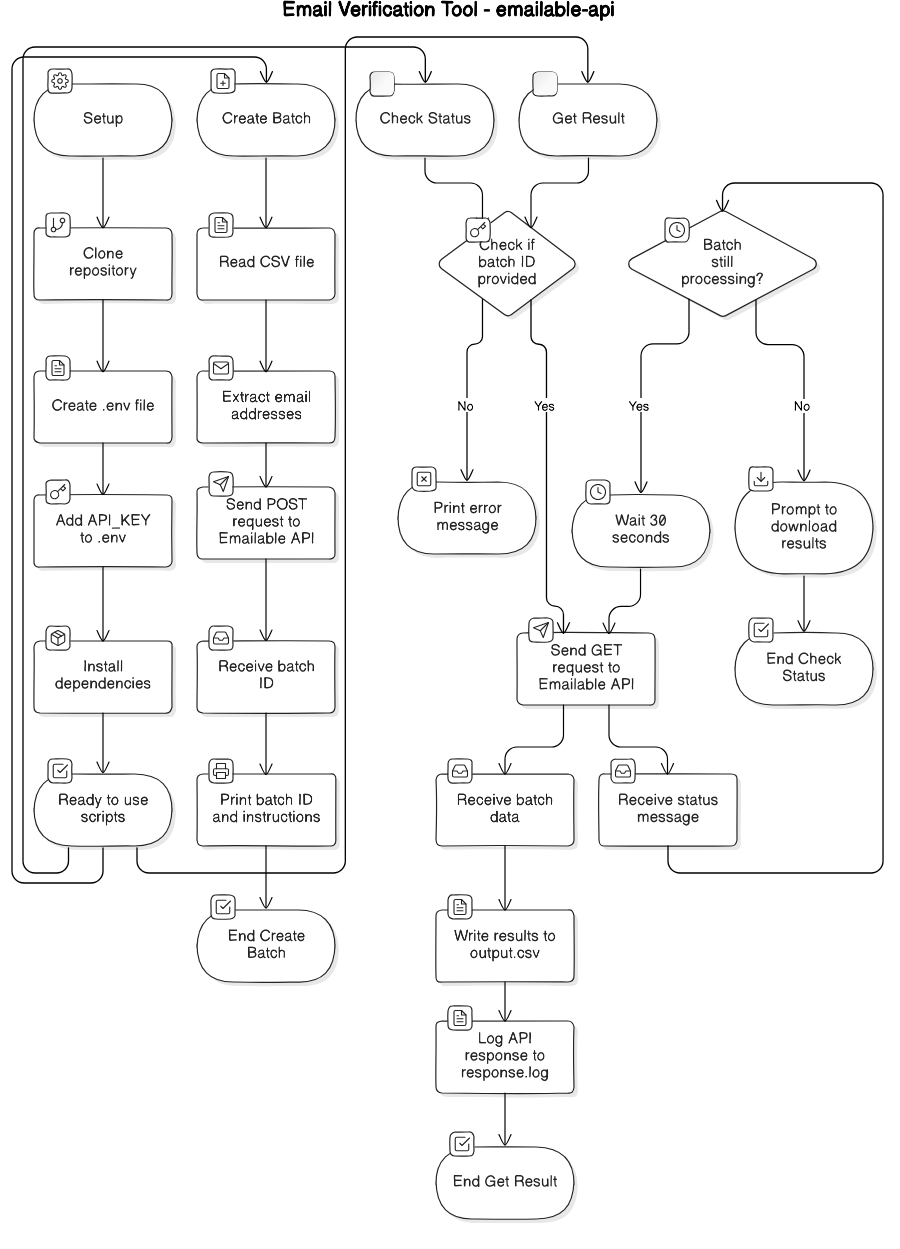 Email Verification Tool - emailable-api
Setup
Create Batch
Check Status
Get Result
Clone
repository
Read CSV file
Check if
batch ID
provided
Batch
still
processing?
Create .env file
Extract email
addresses
No
Yes
Yes
No
Add API_KEY
to .env
Send POST
request to
Emailable API
Print error
message
Wait 30
seconds
Prompt to
download
results
Install
dependencies
Receive batch
ID
Send GET
request to
Emailable API
End Check
Status
Ready to use
scripts
Print batch ID
and instructions
Receive batch
data
Receive status
message
End Create
Batch
Write results to
output.csv
Log API
response to
response.log
End Get Result